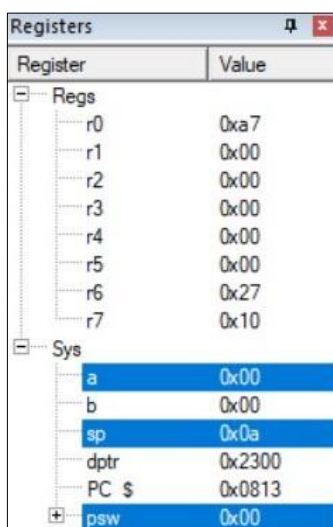 Registers
Register Value
Regs
r0 0xa7
r1 0x00
r2 0x00
r3 0x00
r4 0x00
r5 0x00
r6 0x27
r7 0x10
Sys
a 0x00
b 0x00
sp 0x0a
dptr 0x2300
PC $ 0x0813
psw 0x00